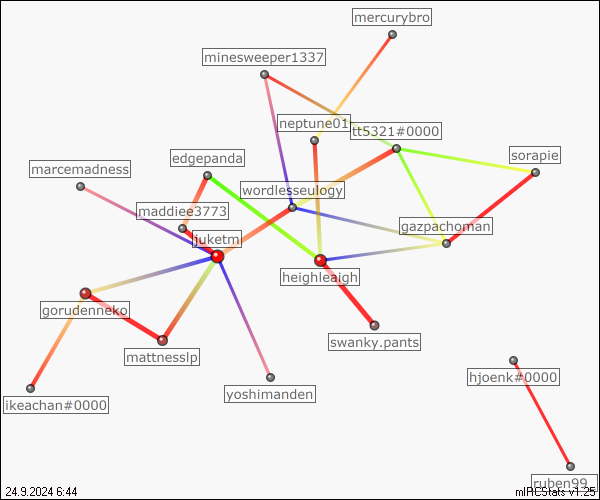 mercurybro
minesweeper1337
neptune01
tt5321#0000
edgepanda
sorapie
marcemadness
wordlesseulogy
maddiee3773
gazpachoman
juketm
heighleaigh
gorudenneko
swanky.pants
mattnesslp
hjoenk#0000
yoshimanden
ikeachan#0000
ruben99_
24.9.2024 6:44
mIRCStats v1.25